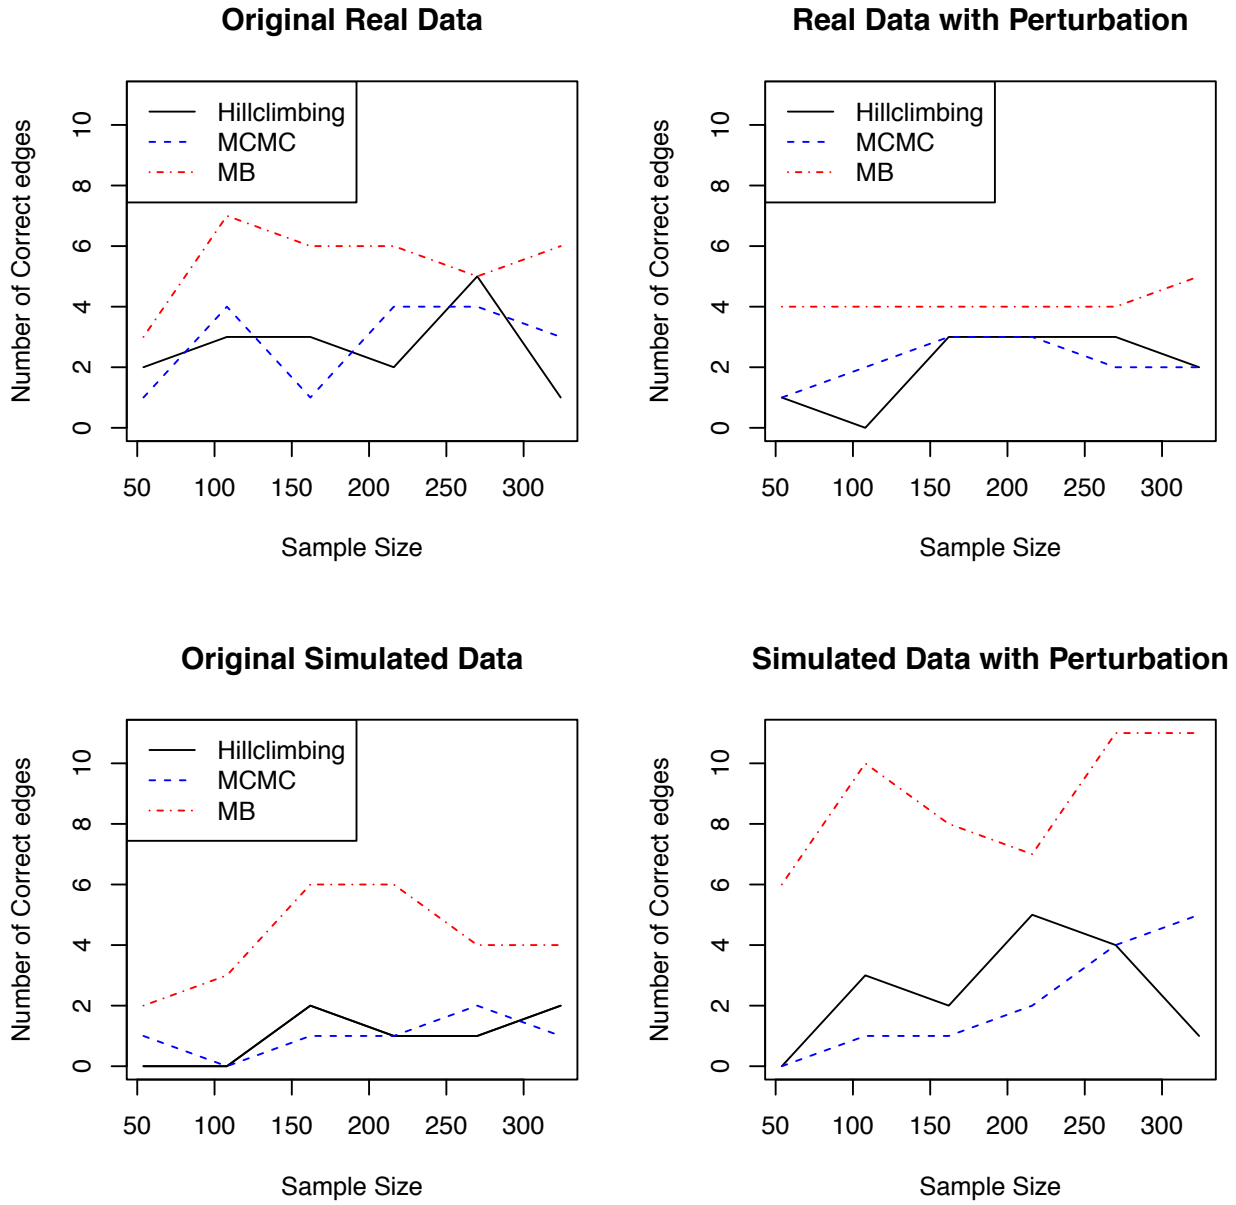 Original Real Data
Hillclimbing
MCMC
MB
Number of Correct edges
0 2 4 6 8 10
50 100 150 200 250 300
Sample Size
Real Data with Perturbation
Hillclimbing
MCMC
MB
Number of Correct edges
0 2 4 6 8 10
50 100 150 200 250 300
Sample Size
Original Simulated Data
Hillclimbing
MCMC
MB
Number of Correct edges
0 2 4 6 8 10
50 100 150 200 250 300
Sample Size
Simulated Data with Perturbation
Number of Correct edges
0 2 4 6 8 10
50 100 150 200 250 300
Sample Size